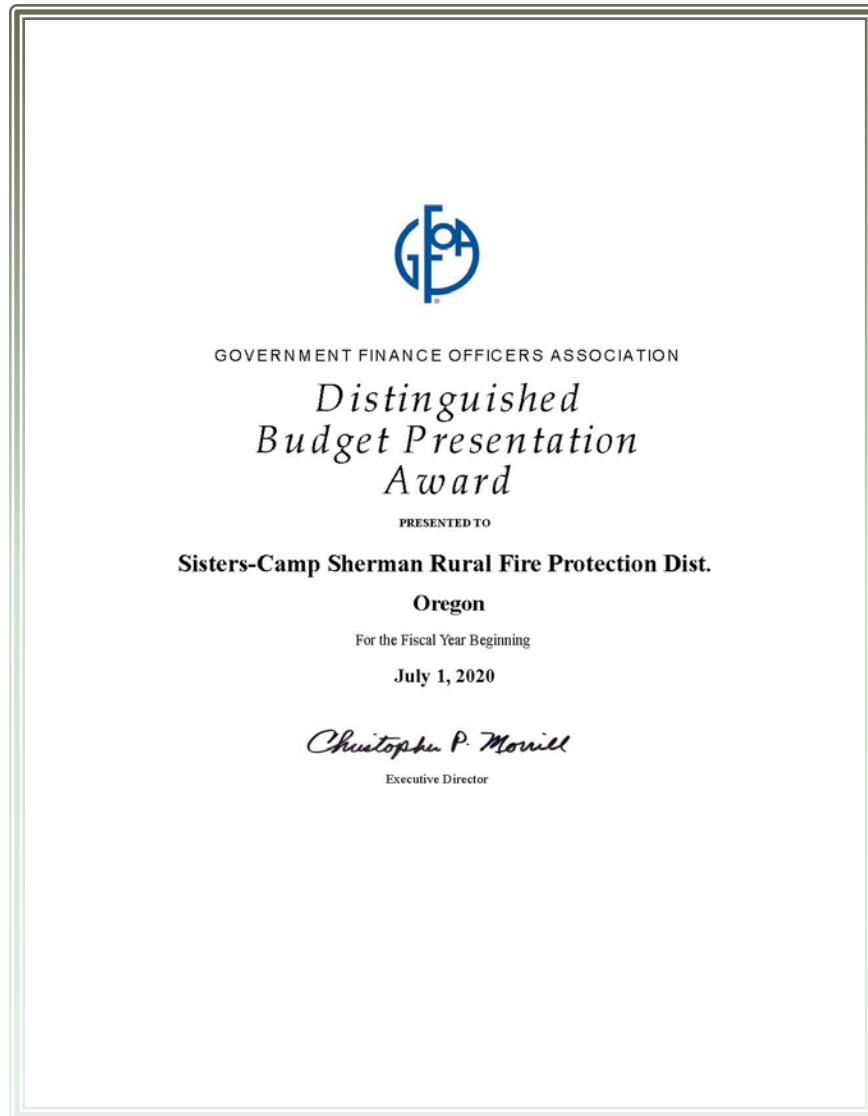 GFOA
®
GOVERNMENT FINANCE OFFICERS ASSOCIATION
Distinguished
Budget Presentation
Award
PRESENTED TO
Sisters-Camp Sherman Rural Fire Protection Dist.
Oregon
For the Fiscal Year Beginning
July 1, 2020
Christopher P. Morrill
Executive Director